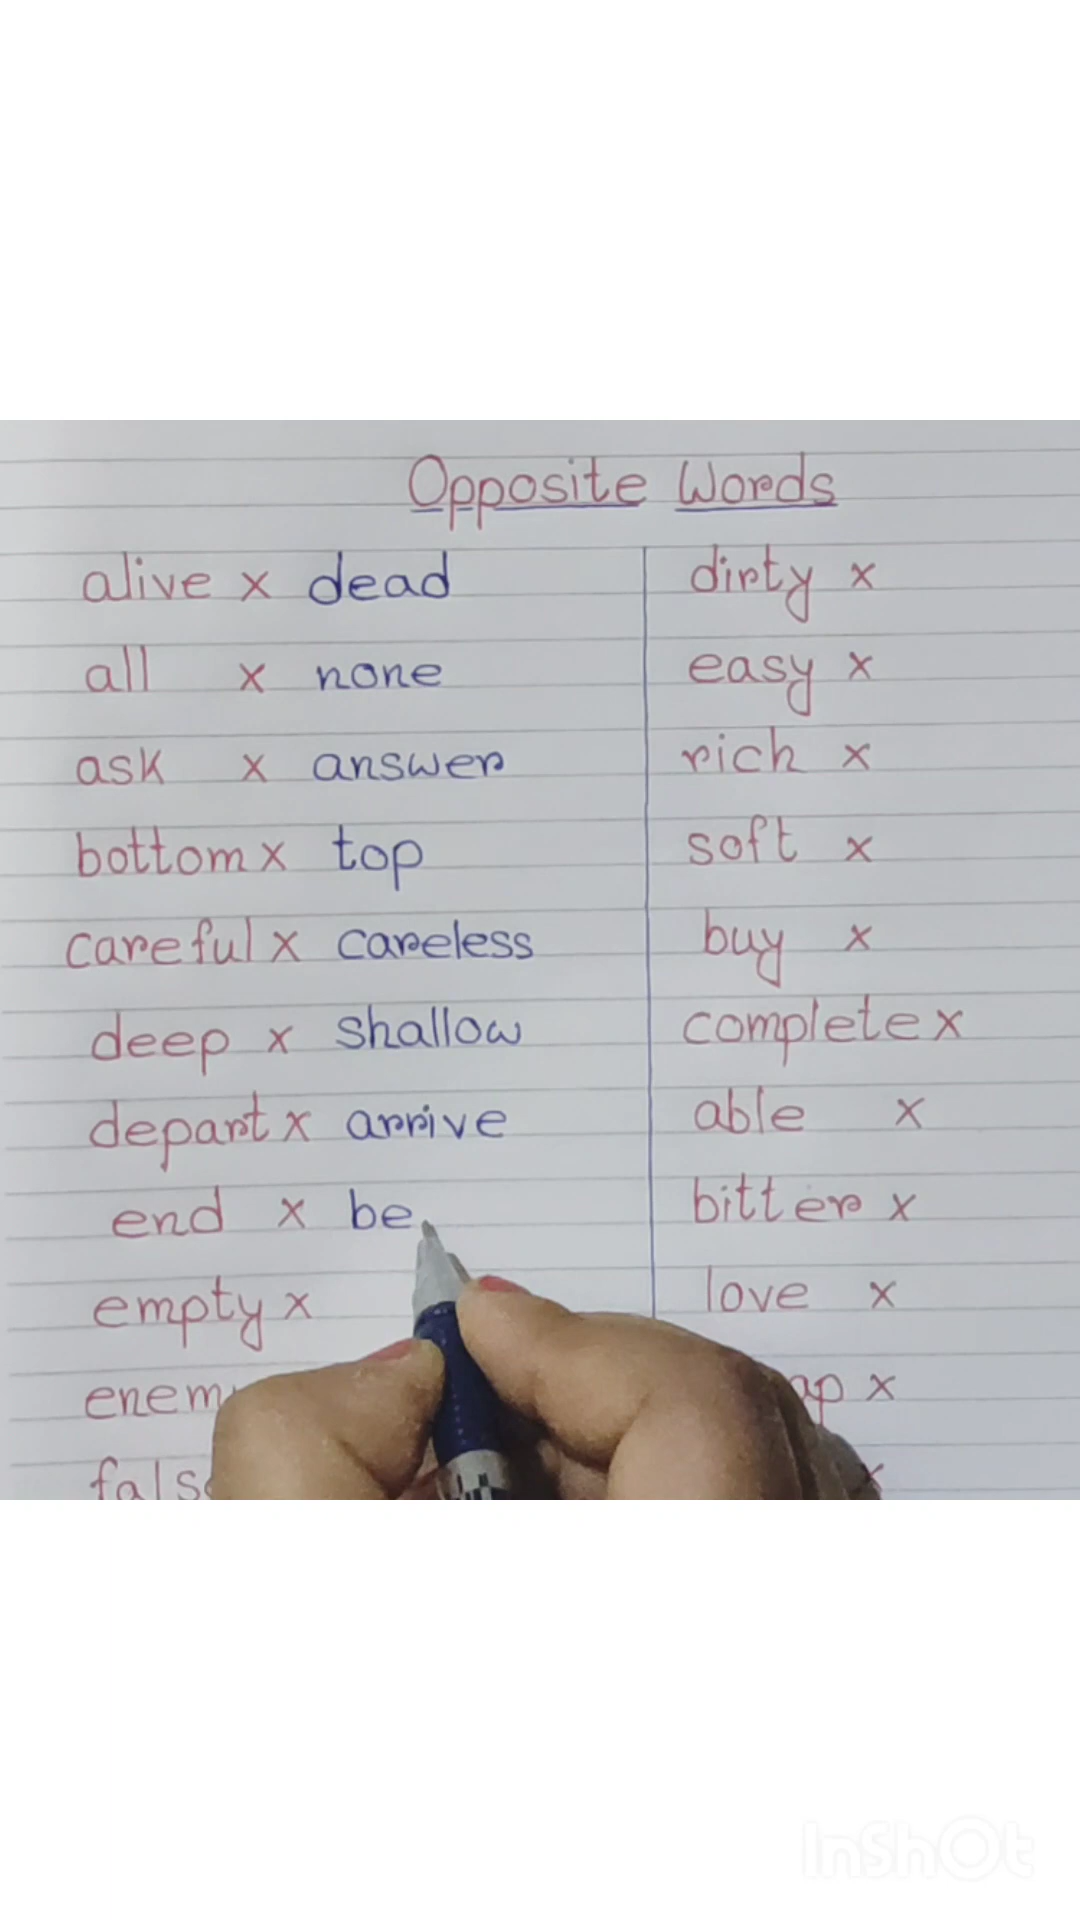 Opposite Words
alive x dead
all x none
ask x answer
bottom x top
careful x careless
deep x shallow
depart x arrive
end x be
empty x
dirty x
easy x
rich x
soft x
buy x
complete x
able x
bitter x
love x
x
x
InShOt